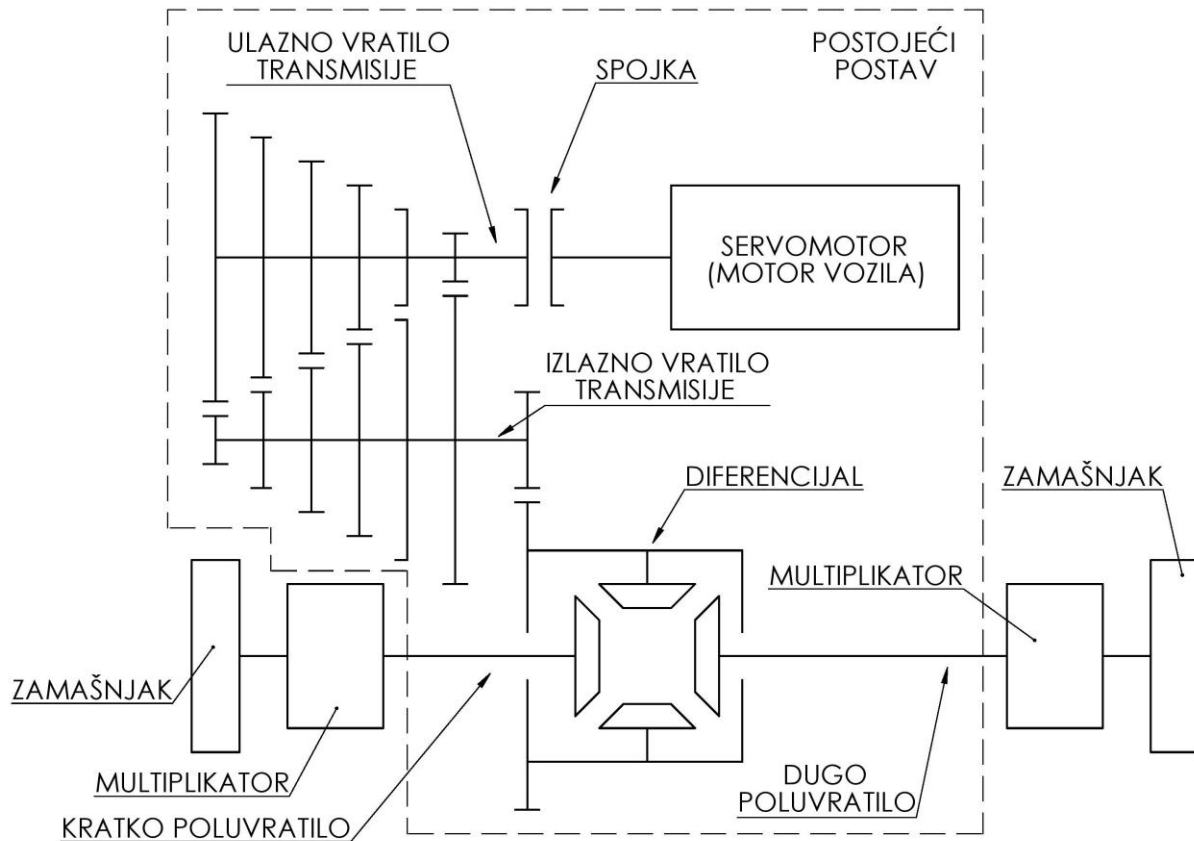 ULAZNO VRATILO
TRANSMISIJE
SPOJKA
POSTOJEĆI
POSTAV
SERVOMOTOR
(MOTOR VOZILA)
IZLAZNO VRATILO
TRANSMISIJE
DIFERENCIJAL
ZAMAŠNJAK
MULTIPLIKATOR
ZAMAŠNJAK
MULTIPLIKATOR
KRATKO POLUVRATILO
DUGO
POLUVRATILO